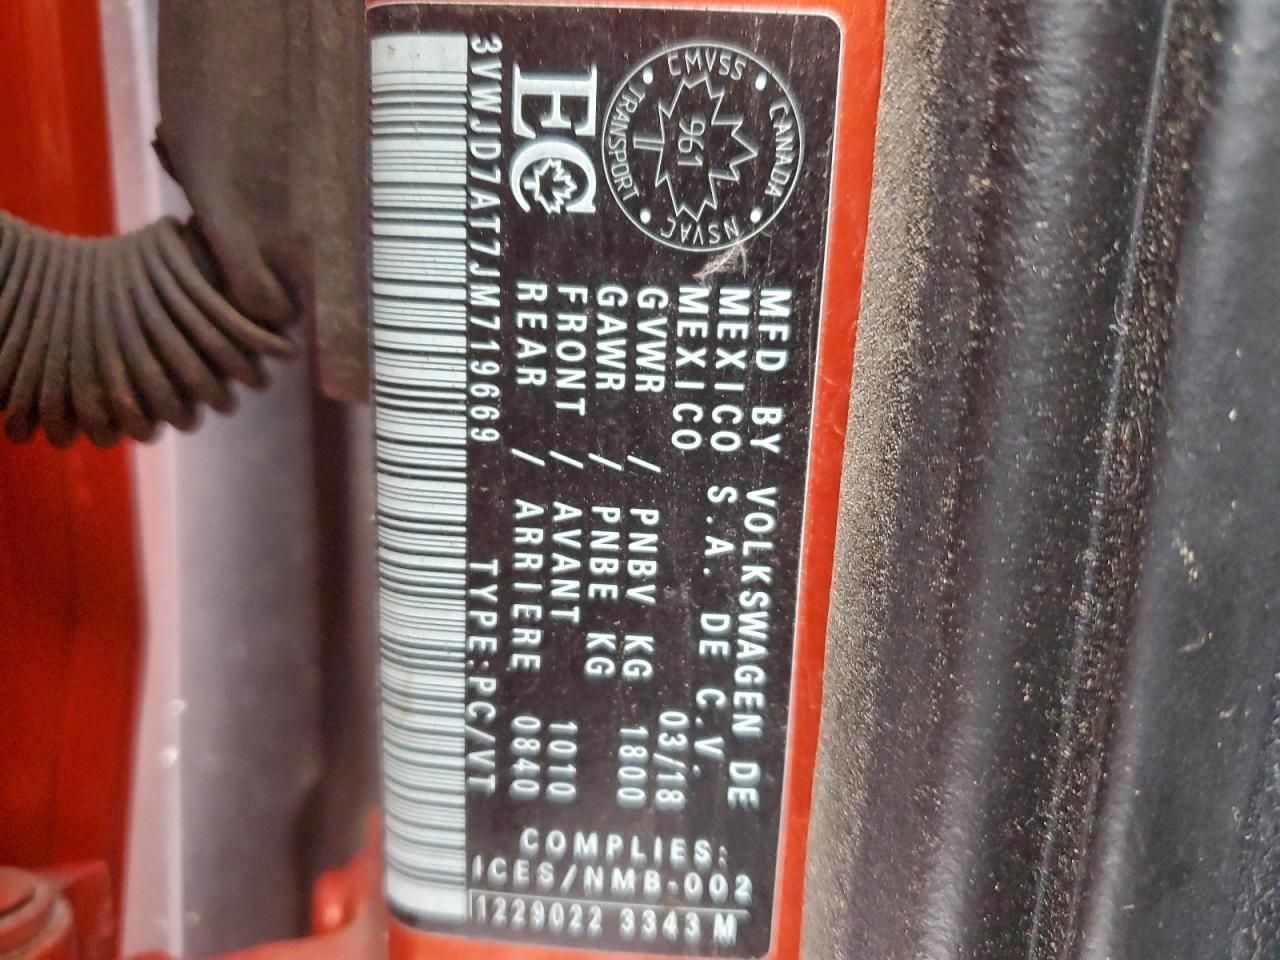 CMVSS CANADA NSVAC TRANSPORT
961
EC
MFD BY VOLKSWAGEN DE
MEXICO S.A. DE C.V.
MEXICO 03/18
GVWR / PNBV KG 1800
GAWR / PNBE KG
FRONT / AVANT 1010
REAR / ARRIERE 0840
3VWJD7AT7JM719669 TYPE:PC/VT
COMPLIES:
ICES/NMB-002
1229022 3343 M